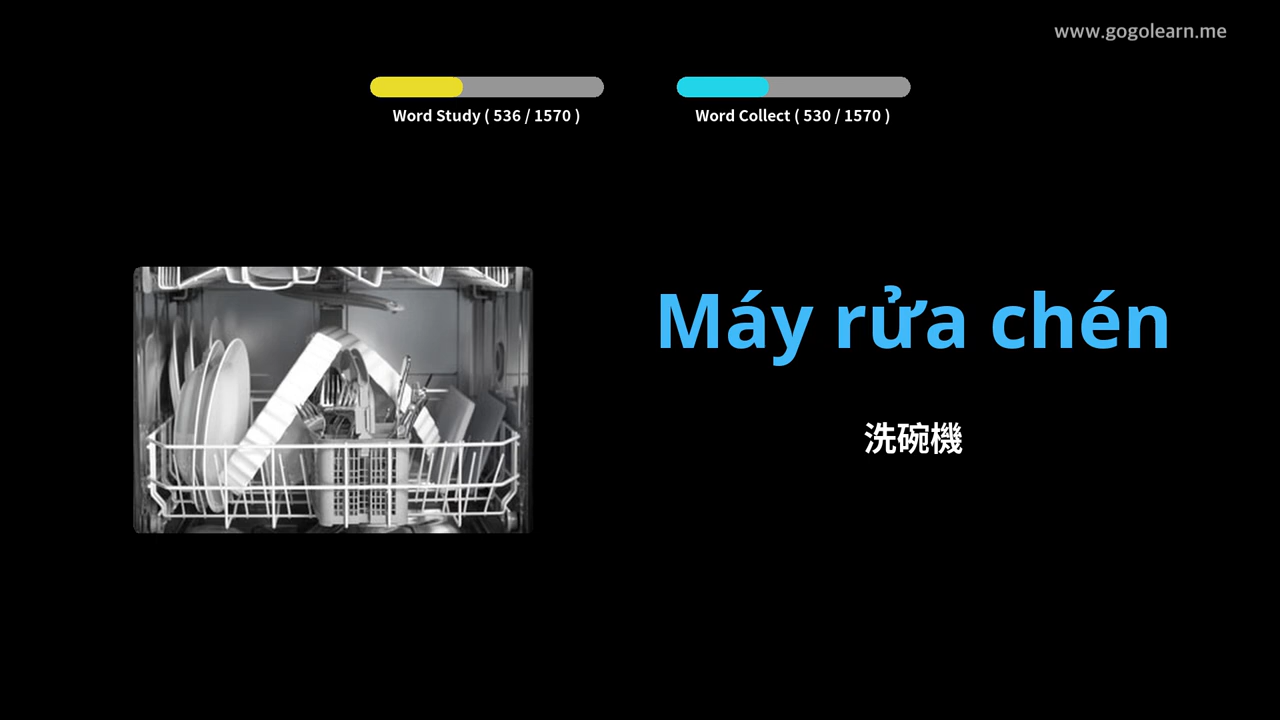 www.gogolearn.me
Word Study ( 536 / 1570 )
Word Collect ( 530 / 1570 )
Máy rửa chén
洗碗機